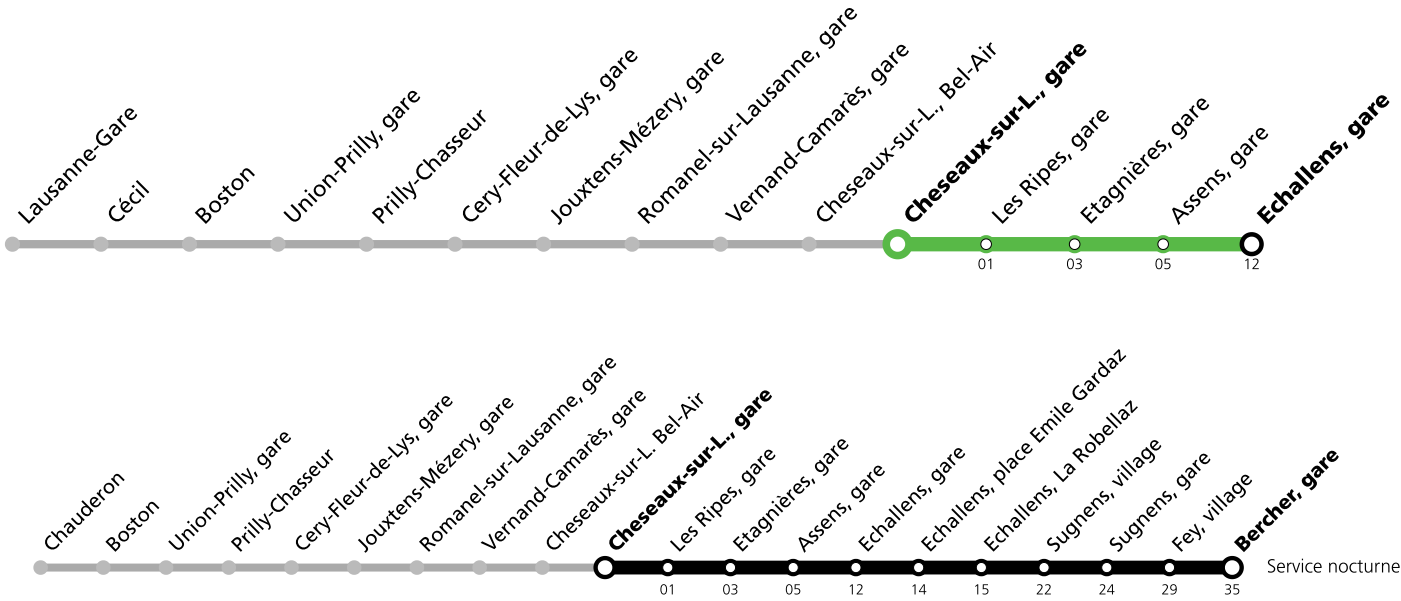 Lausanne-Gare
Cécil
Boston
Union-Prilly, gare
Prilly-Chasseur
Cery-Fleur-de-Lys, gare
Jouxtens-Mézery, gare
Romanel-sur-Lausanne, gare
Vernand-Camarès, gare
Cheseaux-sur-L., Bel-Air
Cheseaux-sur-L., gare
Les Ripes, gare
Etagnières, gare
Assens, gare
Echallens, gare
01
03
05
12
Chauderon
Boston
Union-Prilly, gare
Prilly-Chasseur
Cery-Fleur-de-Lys, gare
Jouxtens-Mézery, gare
Romanel-sur-Lausanne, gare
Vernand-Camarès, gare
Cheseaux-sur-L. Bel-Air
Cheseaux-sur-L., gare
Les Ripes, gare
Etagnières, gare
Assens, gare
Echallens, gare
Echallens, place Emile Gardaz
Echallens, La Robellaz
Sugnens, village
Sugnens, gare
Fey, village
Bercher, gare
Service nocturne
01
03
05
12
14
15
22
24
29
35